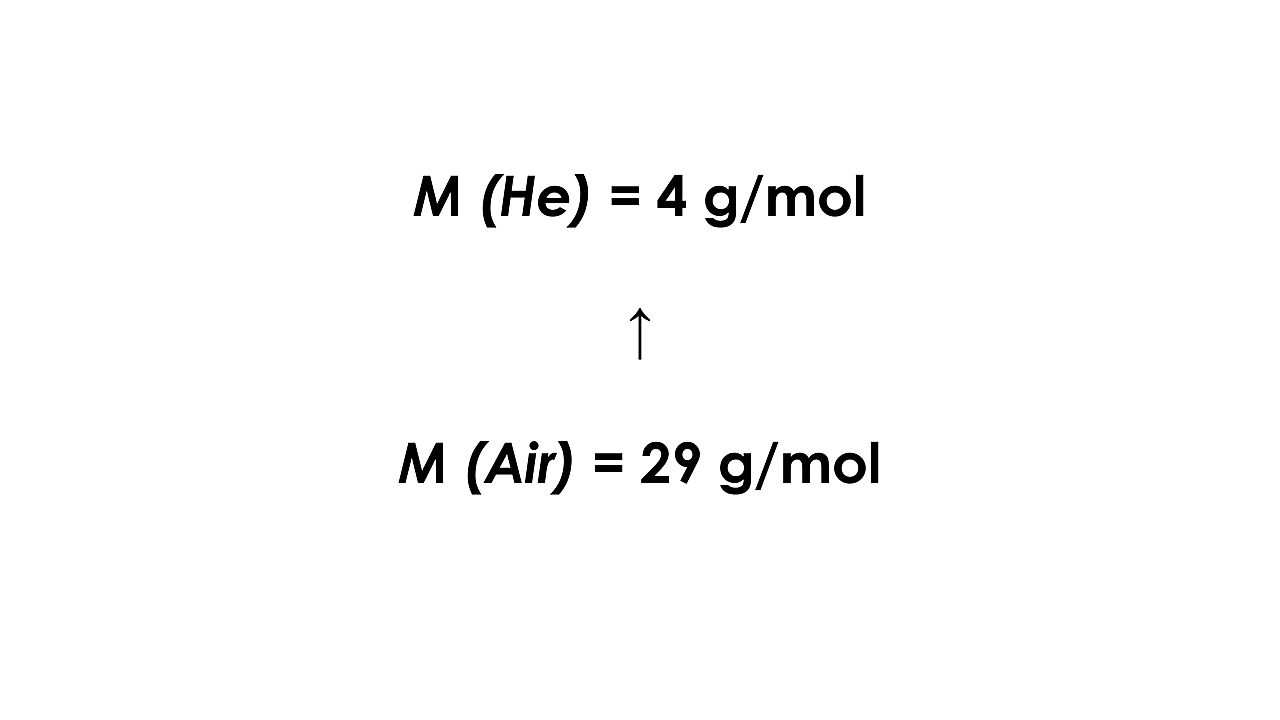 M (He) = 4 g/mol
↑
M (Air) = 29 g/mol